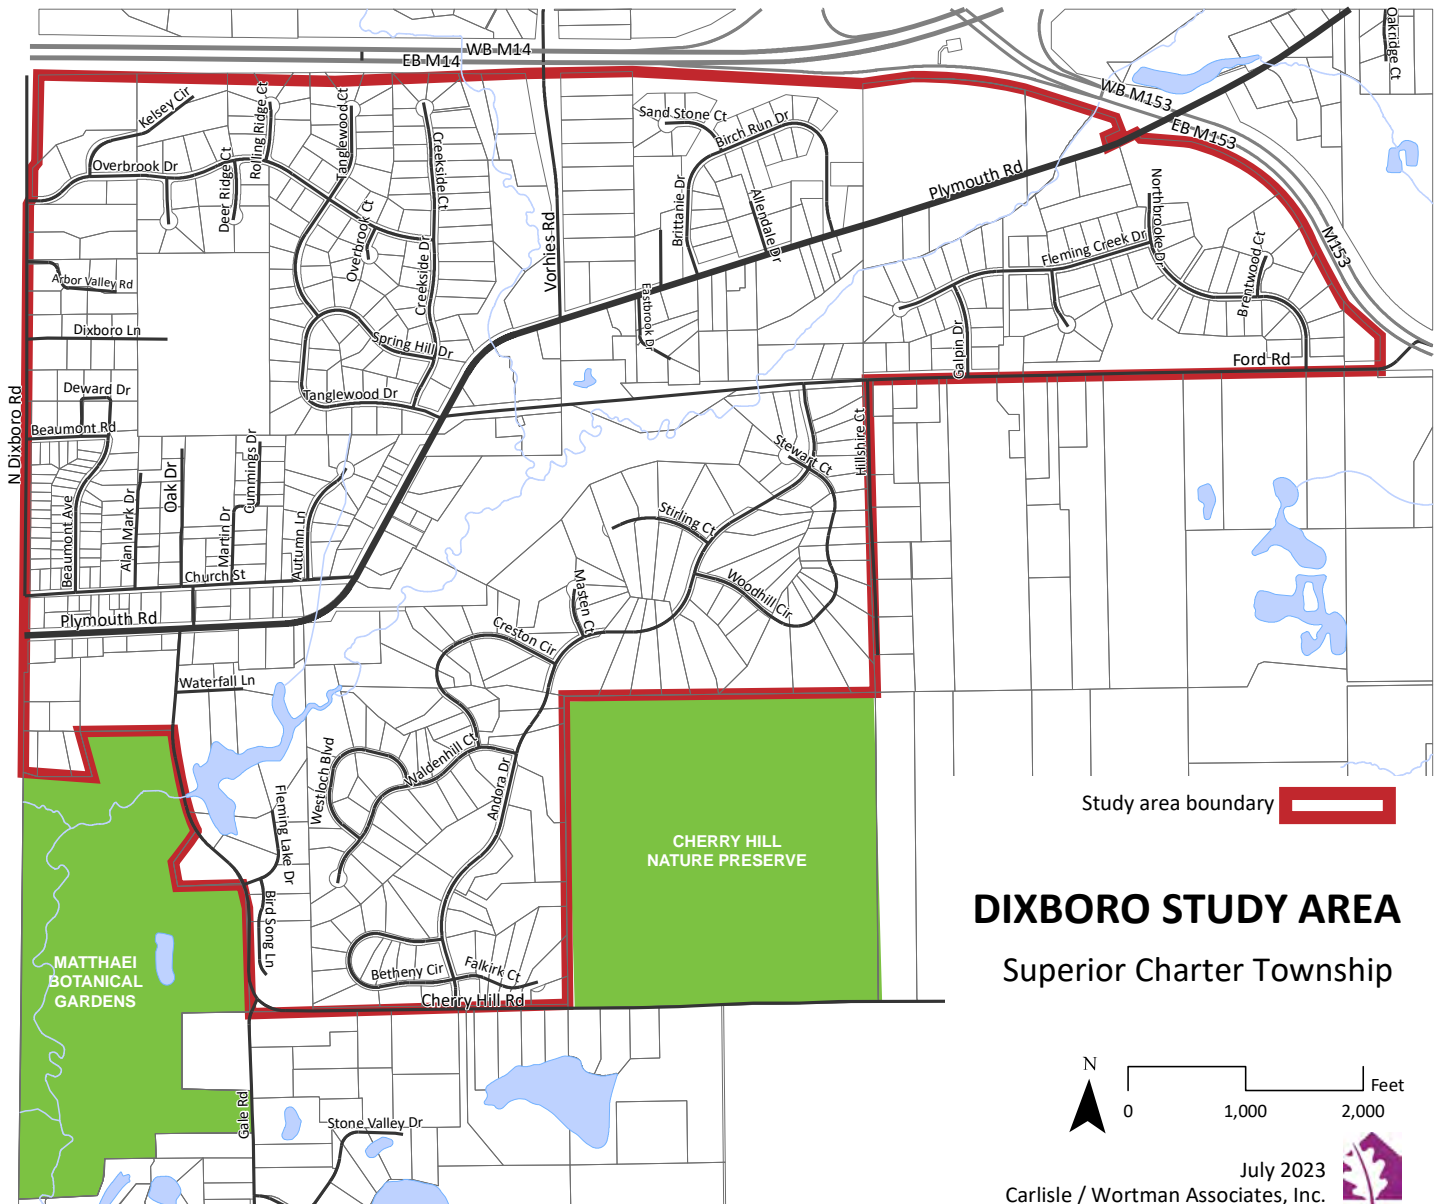 WB M14
EB M14
Oakridge Ct
WB M153
EB M153
M153
Kelsey Cir
Rolling Ridge Ct
Tanglewood Ct
Creekside Ct
Sand Stone Ct
Birch Run Dr
Overbrook Dr
Deer Ridge Ct
Plymouth Rd
Northbrooke Dr
Brittanie Dr
Allendale Dr
Overbrook Ct
Creekside Dr
Vorhies Rd
Fleming Creek Dr
Brentwood Ct
Arbor Valley Rd
Eastbrook Dr
Dixboro Ln
Spring Hill Dr
Galpin Dr
Ford Rd
N Dixboro Rd
Deward Dr
Tanglewood Dr
Beaumont Rd
Hillshire Ct
Stewart Ct
Oak Dr
Cummings Dr
Beaumont Ave
Alan Mark Dr
Martin Dr
Autumn Ln
Stirling Ct
Church St
Woodhill Cir
Masten Ct
Plymouth Rd
Creston Cir
Waterfall Ln
Westloch Blvd
Waldenhill Ct
Andora Dr
Fleming Lake Dr
Study area boundary
CHERRY HILL
NATURE PRESERVE
Bird Song Ln
DIXBORO STUDY AREA
MATTHAEI
BOTANICAL
GARDENS
Betheny Cir
Falkirk Ct
Superior Charter Township
Cherry Hill Rd
N
Feet
0
1,000
2,000
Gale Rd
Stone Valley Dr
July 2023
Carlisle / Wortman Associates, Inc.